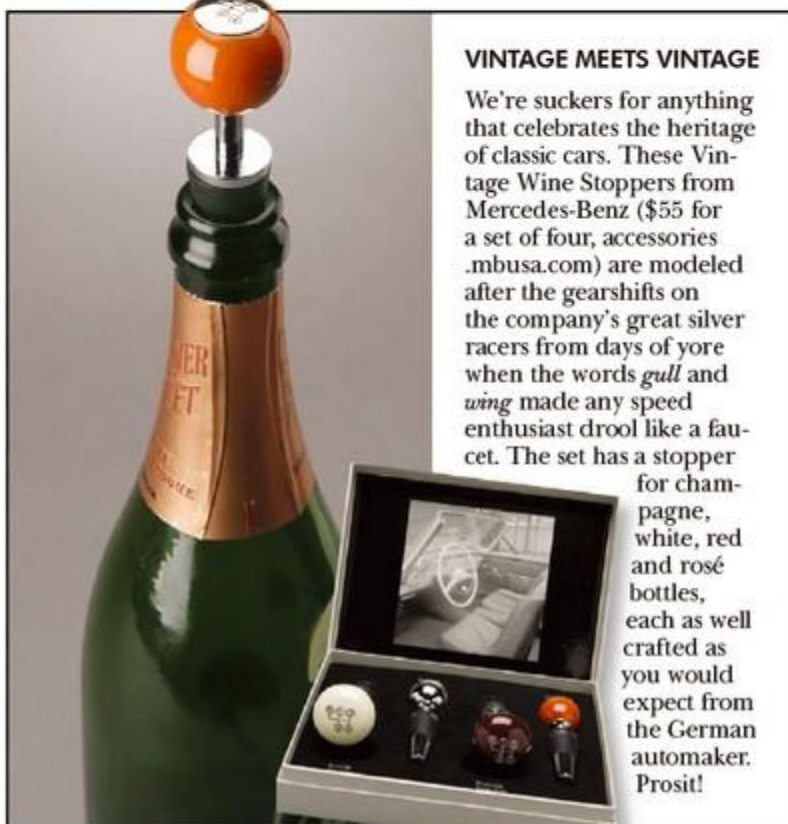 VINTAGE MEETS VINTAGE
We're suckers for anything
that celebrates the heritage
of classic cars. These Vin-
tage Wine Stoppers from
Mercedes-Benz ($55 for
a set of four, accessories
.mbusa.com) are modeled
after the gearshifts on
the company's great silver
racers from days of yore
when the words gull and
wing made any speed
enthusiast drool like a fau-
cet. The set has a stopper
for cham-
pagne,
white, red
and rosé
bottles,
each as well
crafted as
you would
expect from
the German
automaker.
Prosit!